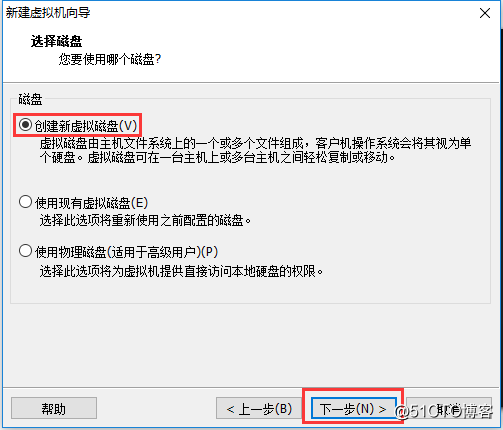 新建虚拟机向导
选择磁盘
您要使用哪个磁盘?
磁盘
创建新虚拟磁盘(V)
虚拟磁盘由主机文件系统上的一个或多个文件组成，客户机操作系统会将其视为单
个硬盘。虚拟磁盘可在一台主机上或多台主机之间轻松复制或移动。
使用现有虚拟磁盘(E)
选择此选项将重新使用之前配置的磁盘。
使用物理磁盘(适用于高级用户)(P)
选择此选项将为虚拟机提供直接访问本地硬盘的权限。
帮助
< 上一步(B)
下一步(N) >
取消
@51CTO博客